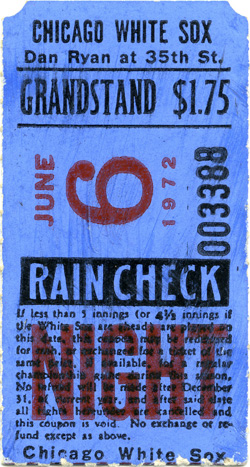 CHICAGO WHITE SOX
Dan Ryan at 35th St.
GRANDSTAND $1.75
JUNE 6 1972
003388
RAIN CHECK
NIGHT
If less than 5 innings (or 4½ innings if
the White Sox are ahead) are played on
this date, this coupon may be redeemed
for cash, or exchanged for a ticket of the
same value, if available, for a regular
championship game during this season.
No refund will be made after December
31, of current year, and after said date
all rights hereunder are cancelled and
this coupon is void. No exchange or re-
fund except as above.
Chicago White Sox